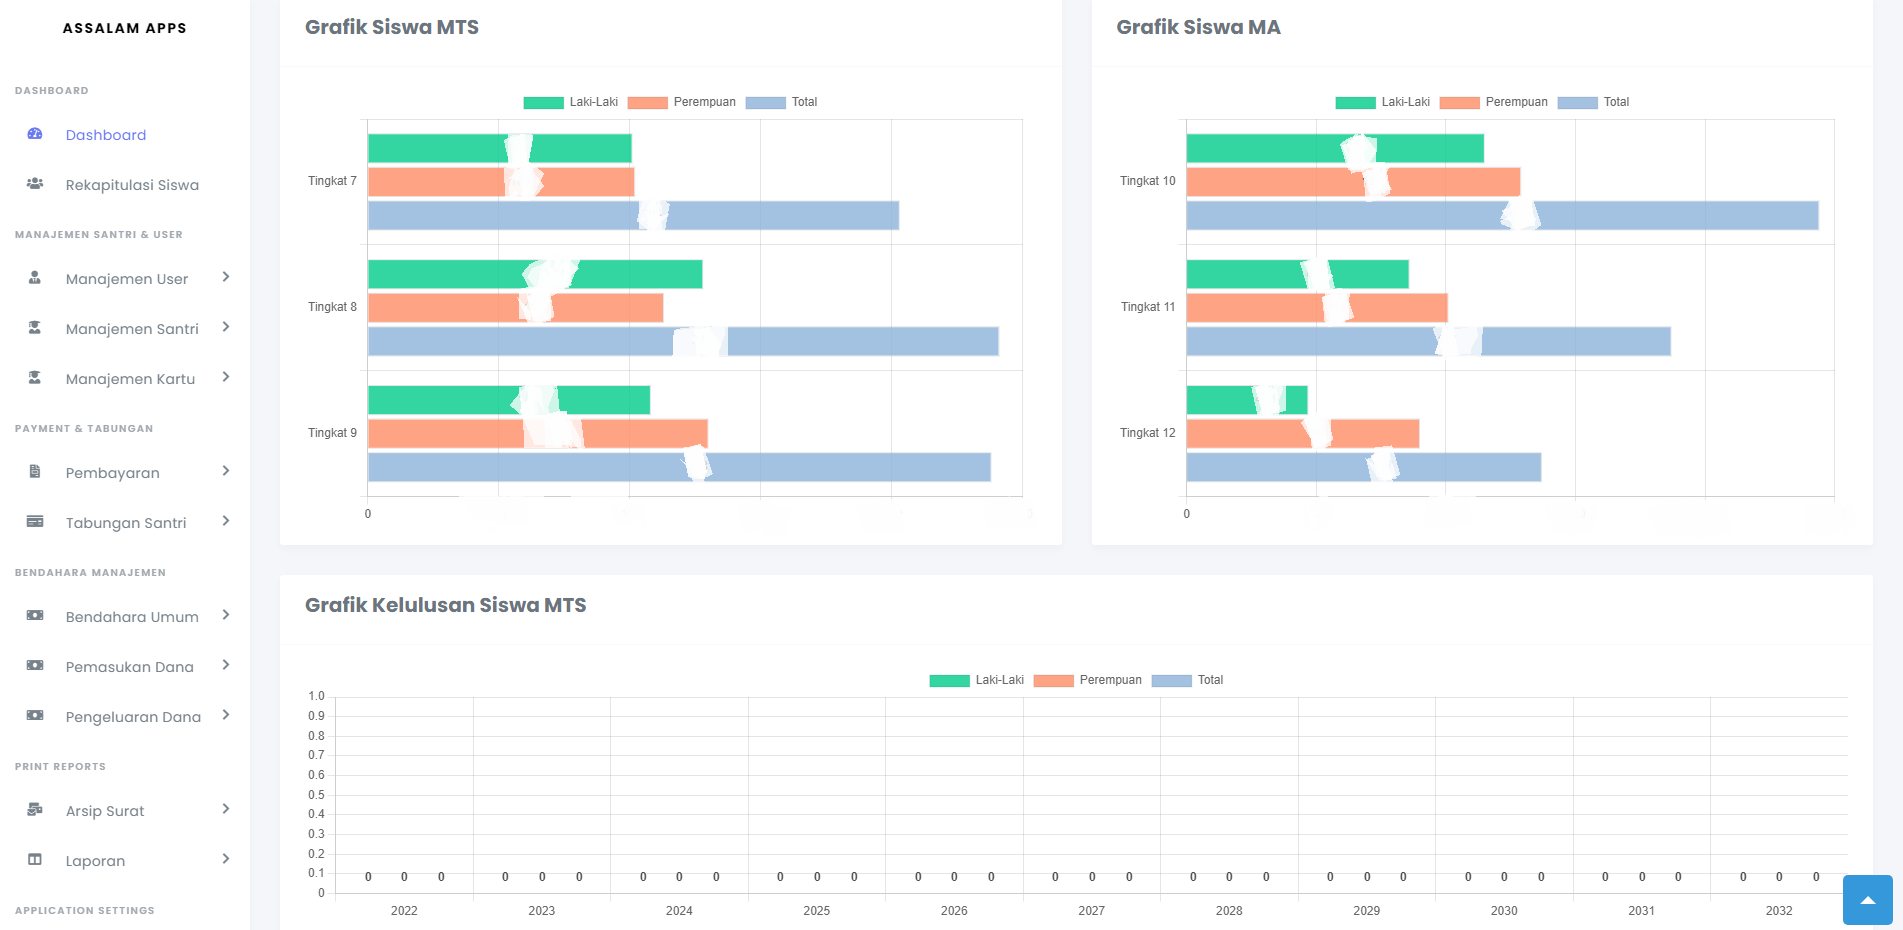 ASSALAM APPS
DASHBOARD
Dashboard
Rekapitulasi Siswa
MANAJEMEN SANTRI & USER
Manajemen User
Manajemen Santri
Manajemen Kartu
PAYMENT & TABUNGAN
Pembayaran
Tabungan Santri
BENDAHARA MANAJEMEN
Bendahara Umum
Pemasukan Dana
Pengeluaran Dana
PRINT REPORTS
Arsip Surat
Laporan
APPLICATION SETTINGS
Grafik Siswa MTS
Laki-Laki Perempuan Total
Tingkat 7
Tingkat 8
Tingkat 9
0
Grafik Siswa MA
Laki-Laki Perempuan Total
Tingkat 10
Tingkat 11
Tingkat 12
0
Grafik Kelulusan Siswa MTS
Laki-Laki Perempuan Total
1.0
0.9
0.8
0.7
0.6
0.5
0.4
0.3
0.2
0.1
0
0 0 0 0 0 0 0 0 0 0 0 0 0 0 0 0 0 0 0 0 0 0 0 0 0 0 0 0 0 0 0 0 0
2022 2023 2024 2025 2026 2027 2028 2029 2030 2031 2032